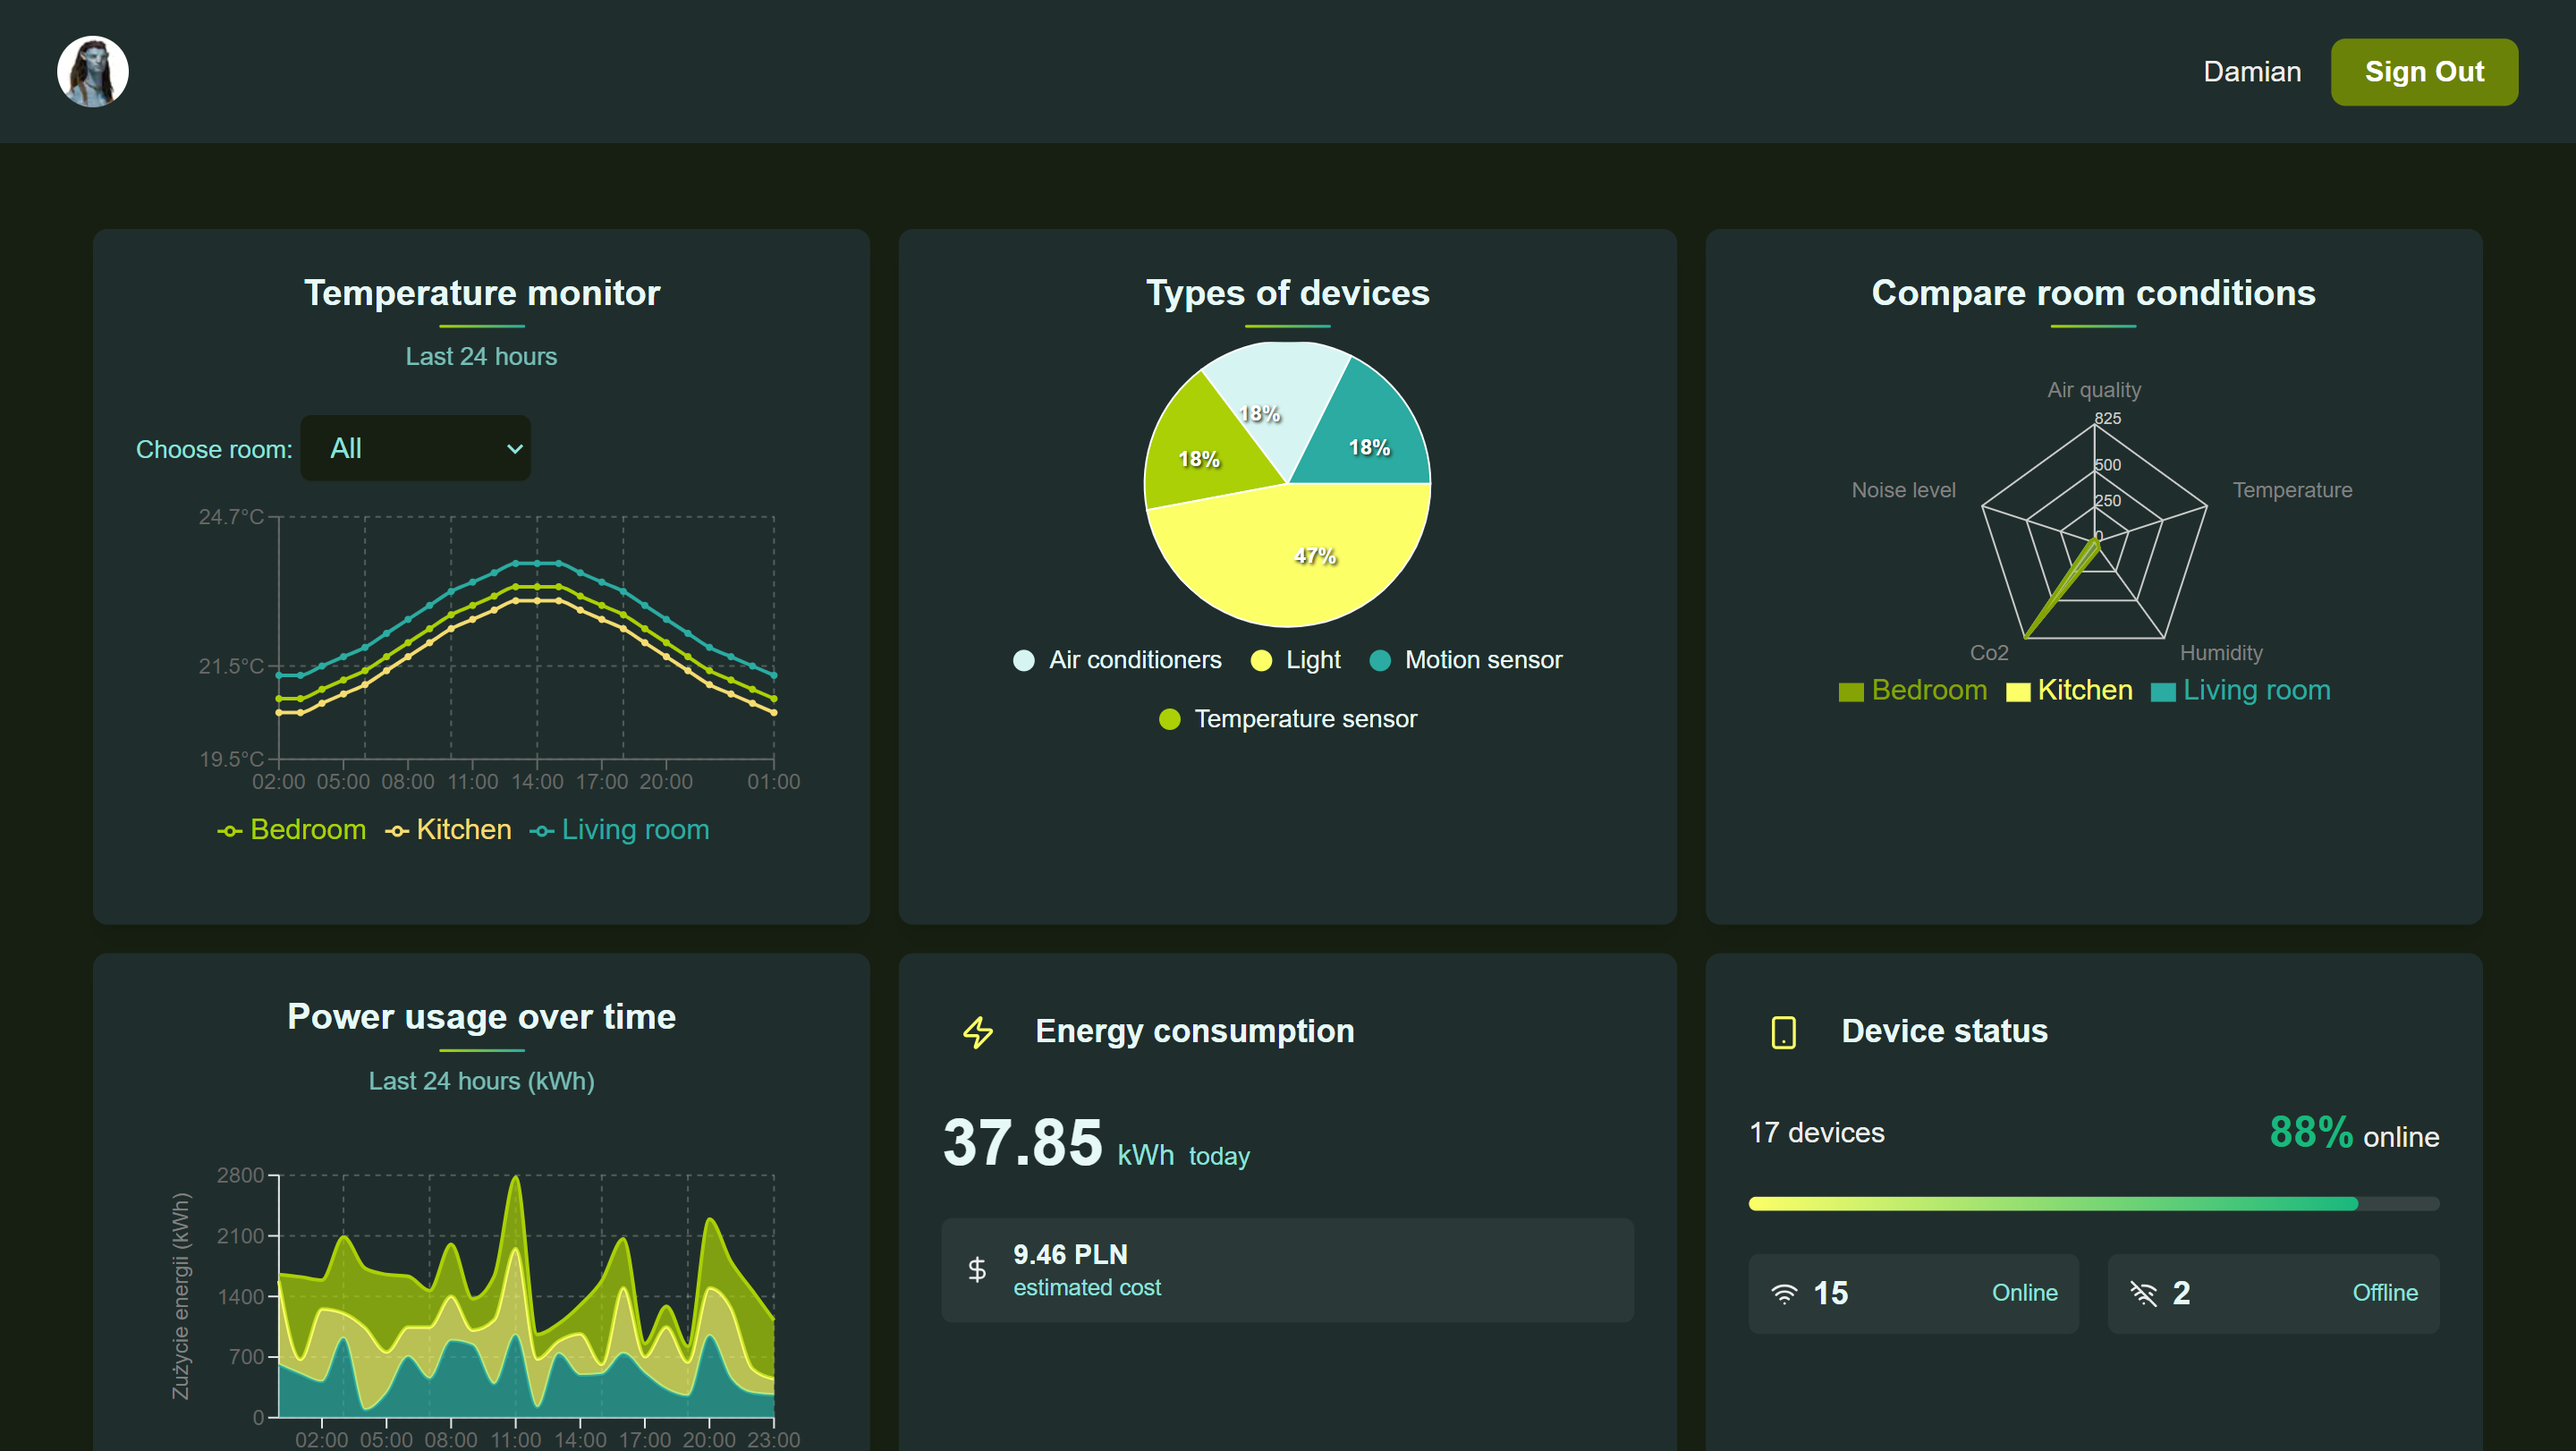 Damian
Sign Out
Temperature monitor
Last 24 hours
Choose room: All
24.7°C
21.5°C
19.5°C
02:00 05:00 08:00 11:00 14:00 17:00 20:00 01:00
Bedroom Kitchen Living room
Types of devices
18%
18%
18%
47%
Air conditioners Light Motion sensor
Temperature sensor
Compare room conditions
Air quality
825
500
250
0
Noise level
Temperature
Co2
Humidity
Bedroom Kitchen Living room
Power usage over time
Last 24 hours (kWh)
Zużycie energii (kWh)
2800
2100
1400
700
0
02:00 05:00 08:00 11:00 14:00 17:00 20:00 23:00
Energy consumption
37.85 kWh today
$
9.46 PLN
estimated cost
Device status
17 devices
88% online
15 Online
2 Offline